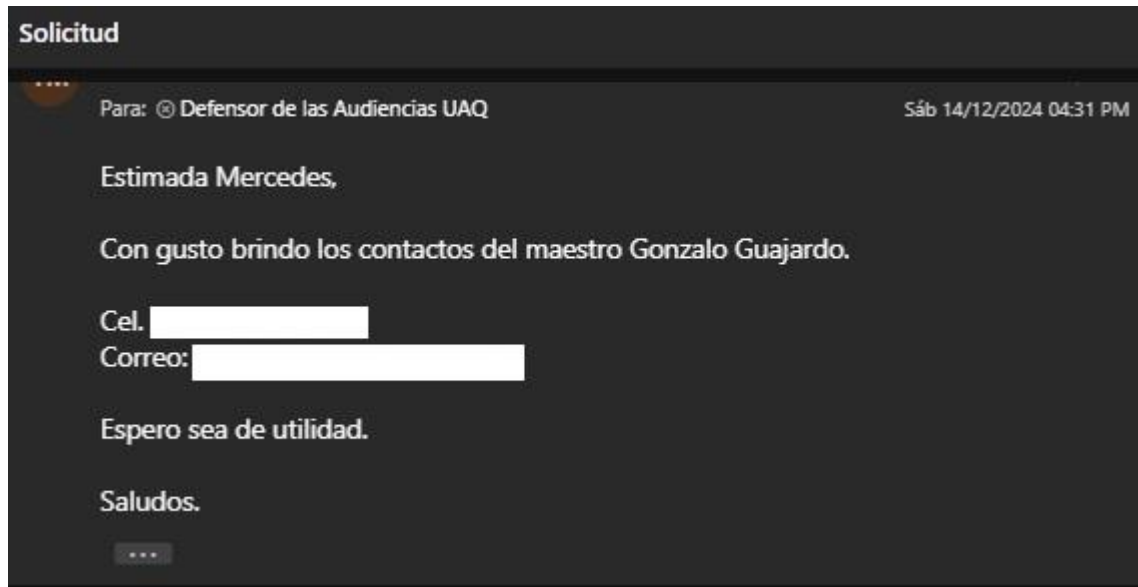 Solicitud
Para: Defensor de las Audiencias UAQ
Sáb 14/12/2024 04:31 PM
Estimada Mercedes,
Con gusto brindo los contactos del maestro Gonzalo Guajardo.
Cel.
Correo:
Espero sea de utilidad.
Saludos.
...